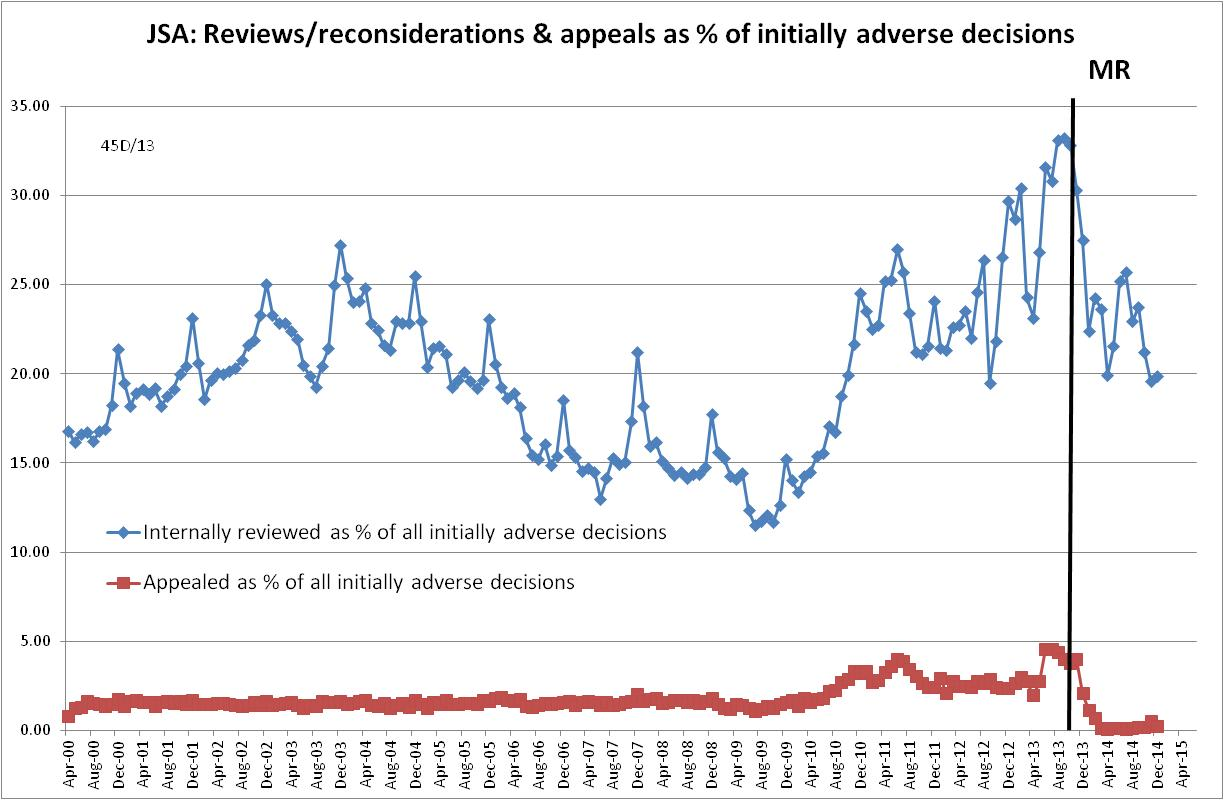 JSA: Reviews/reconsiderations & appeals as % of initially adverse decisions
MR
35.00
45D/13
30.00
25.00
20.00
15.00
Internally reviewed as % of all initially adverse decisions
10.00
Appealed as % of all initially adverse decisions
5.00
0.00
Apr-00
Aug-00
Dec-00
Apr-01
Aug-01
Dec-01
Apr-02
Aug-02
Dec-02
Apr-03
Aug-03
Dec-03
Apr-04
Aug-04
Dec-04
Apr-05
Aug-05
Dec-05
Apr-06
Aug-06
Dec-06
Apr-07
Aug-07
Dec-07
Apr-08
Aug-08
Dec-08
Apr-09
Aug-09
Dec-09
Apr-10
Aug-10
Dec-10
Apr-11
Aug-11
Dec-11
Apr-12
Aug-12
Dec-12
Apr-13
Aug-13
Dec-13
Apr-14
Aug-14
Dec-14
Apr-15